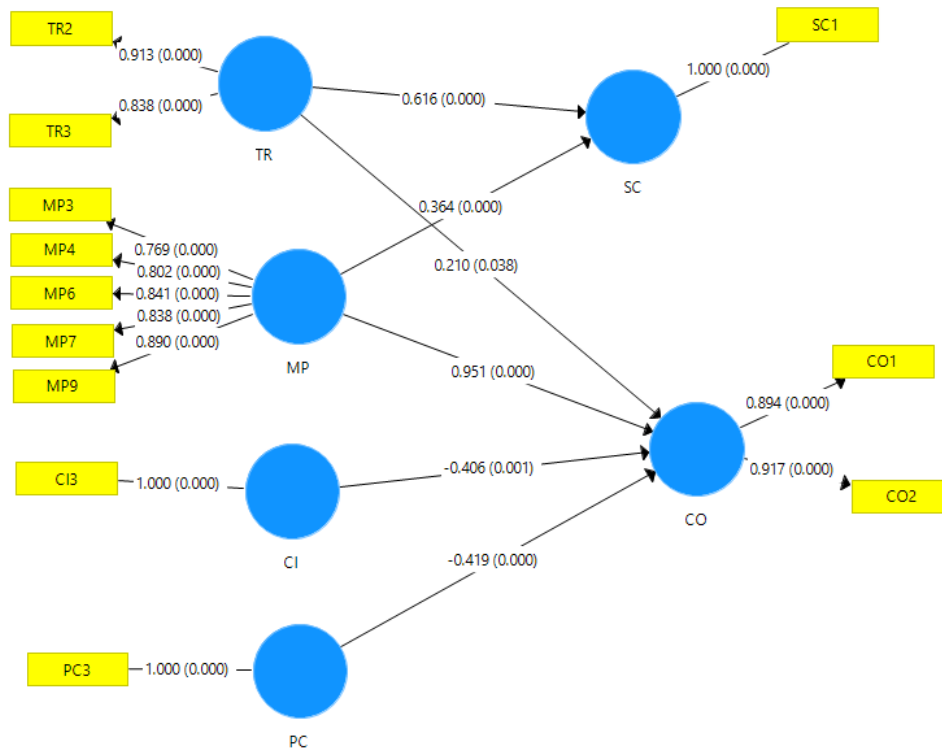 TR2
SC1
0.913 (0.000)
1.000 (0.000)
0.616 (0.000)
0.838 (0.000)
TR3
TR
SC
MP3
0.364 (0.000)
0.769 (0.000)
MP4
0.802 (0.000)
0.210 (0.038)
MP6
0.841 (0.000)
0.838 (0.000)
MP7
0.890 (0.000)
MP
MP9
CO1
0.951 (0.000)
0.894 (0.000)
CI3
1.000 (0.000)
-0.406 (0.001)
0.917 (0.000)
CO2
CO
CI
-0.419 (0.000)
PC3
1.000 (0.000)
PC